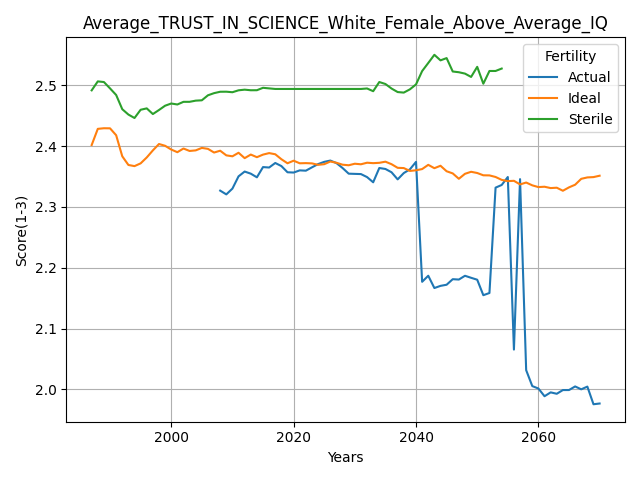 Average_TRUST_IN_SCIENCE_White_Female_Above_Average_IQ
Fertility
Actual
Ideal
Sterile
Score(1-3)
2.5
2.4
2.3
2.2
2.1
2.0
2000 2020 2040 2060
Years